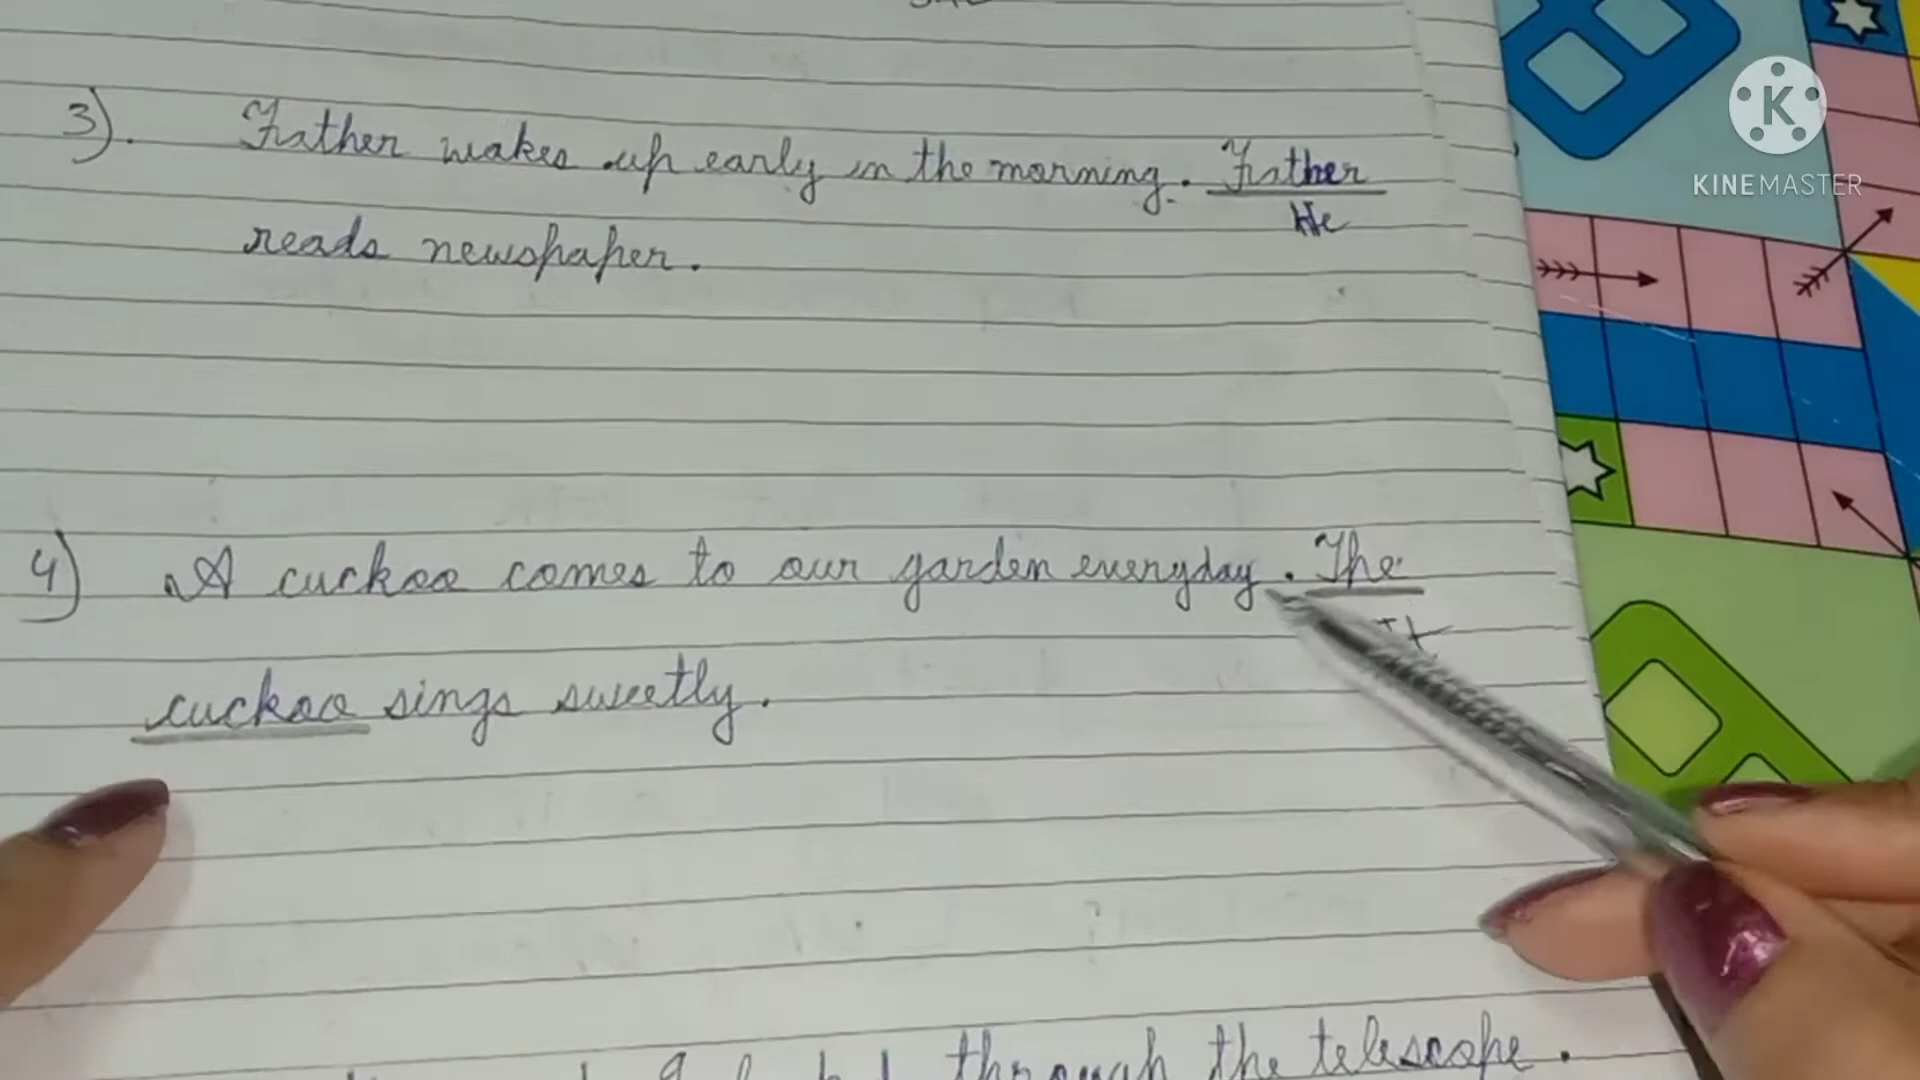 3). Father wakes up early in the morning. Father
He
reads newspaper.
4) A cuckoo comes to our garden everyday. The
It
cuckoo sings sweetly.
through the telescope.
K
KINEMASTER